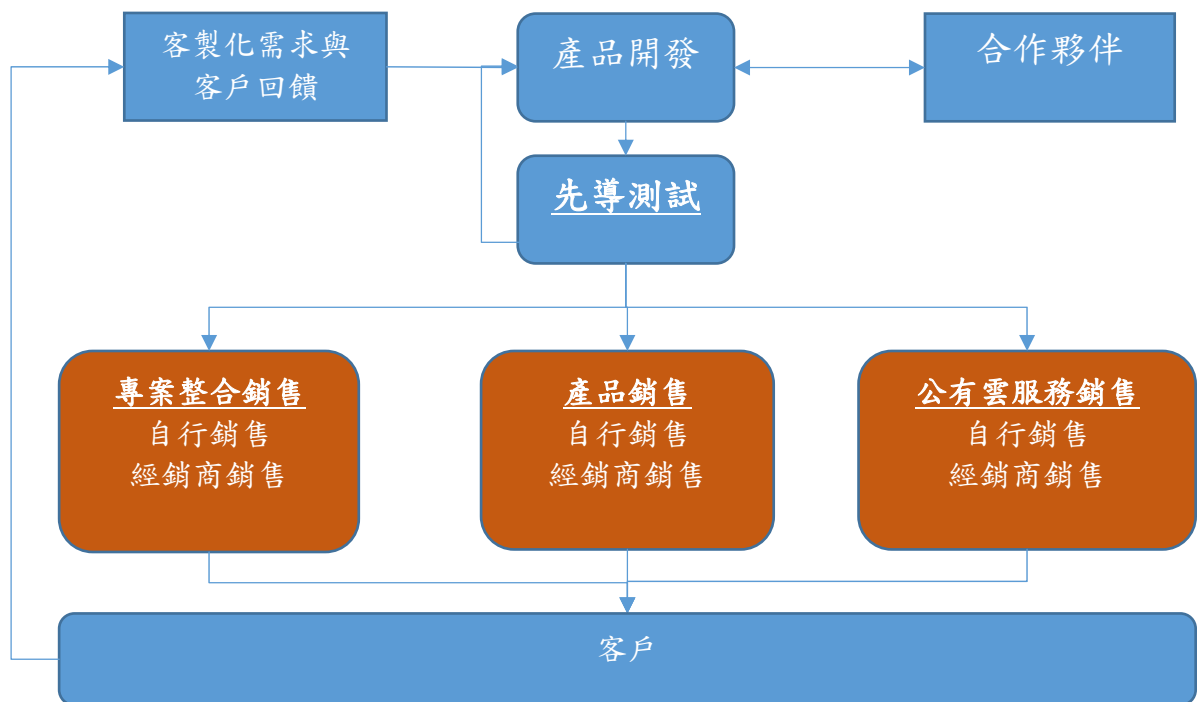 客製化需求與
客戶回饋
產品開發
合作夥伴
先導測試
專案整合銷售
自行銷售
經銷商銷售
產品銷售
自行銷售
經銷商銷售
公有雲服務銷售
自行銷售
經銷商銷售
客戶